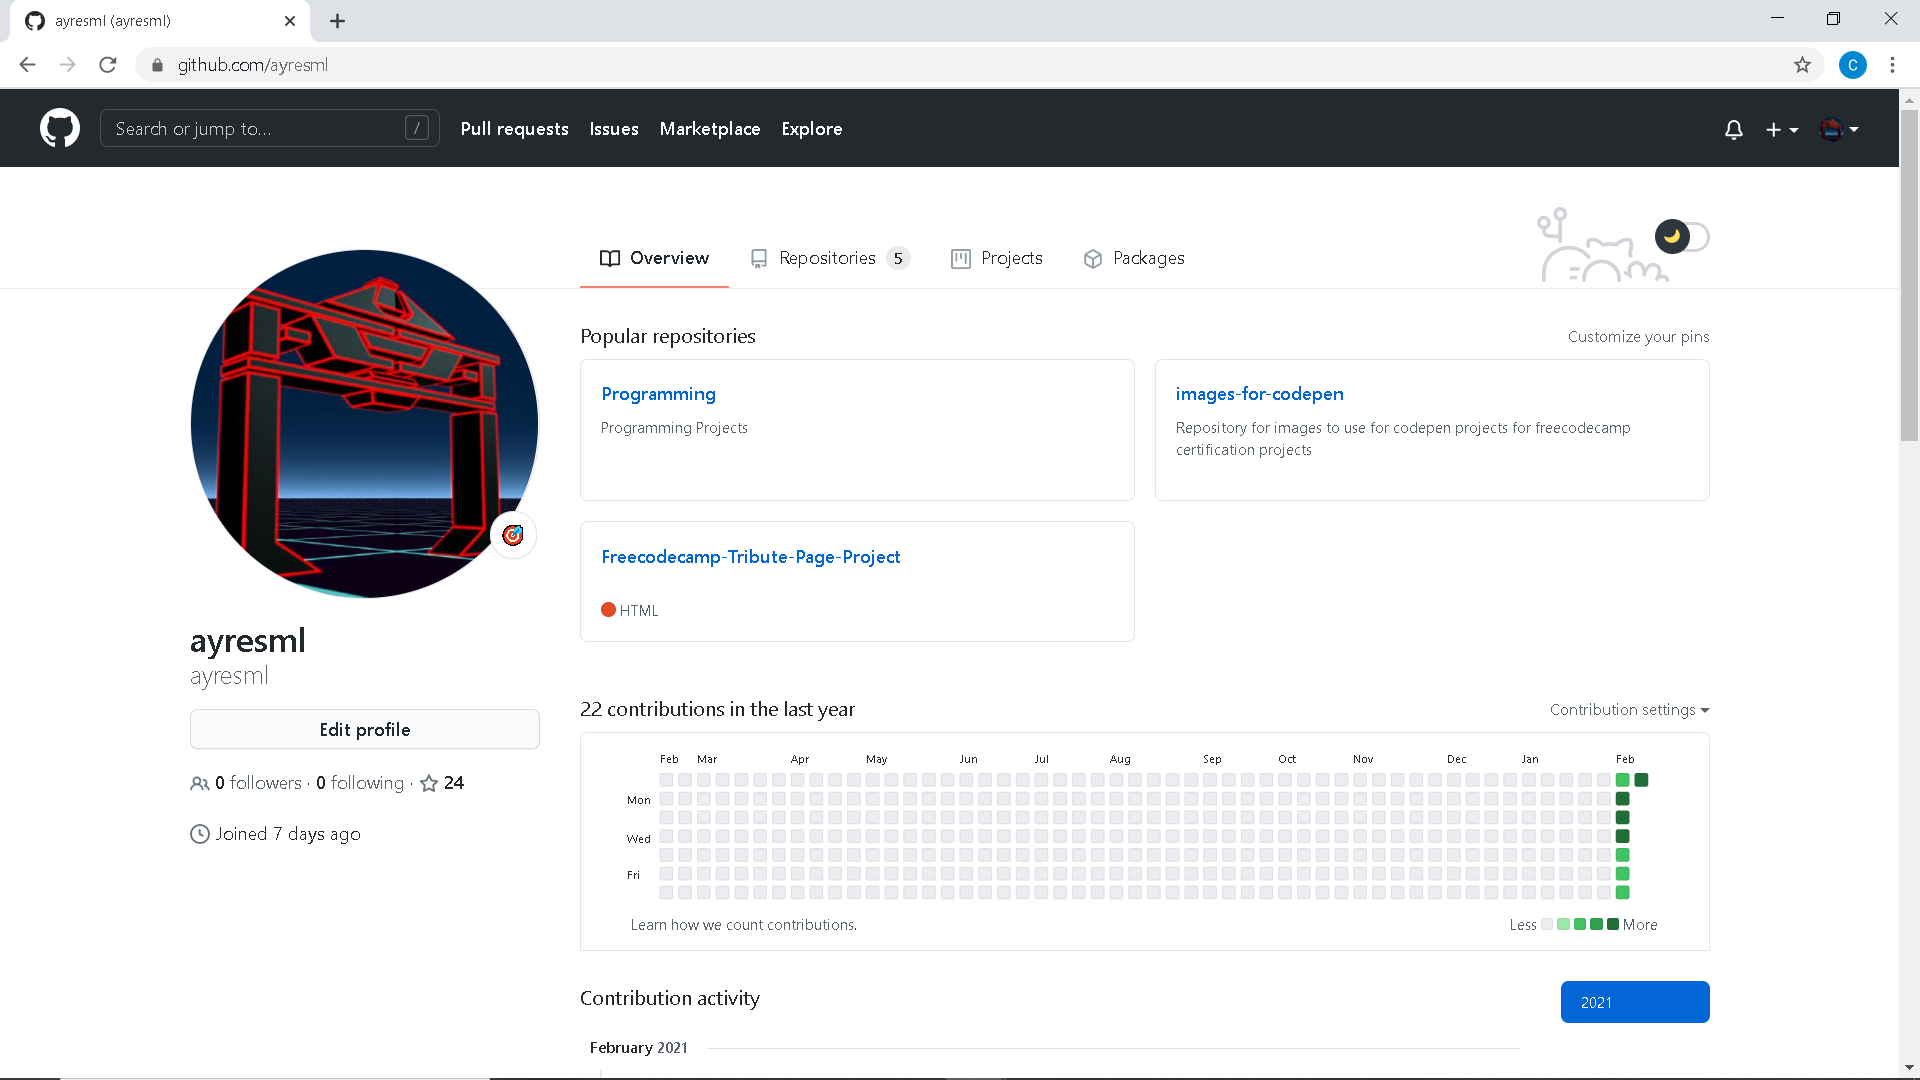 ayresml (ayresml)
github.com/ayresml
C
Search or jump to...
/
Pull requests
Issues
Marketplace
Explore
Overview
Repositories 5
Projects
Packages
Popular repositories
Customize your pins
Programming
Programming Projects
images-for-codepen
Repository for images to use for codepen projects for freecodecamp
certification projects
Freecodecamp-Tribute-Page-Project
HTML
ayresml
ayresml
Edit profile
0 followers · 0 following · 24
Joined 7 days ago
22 contributions in the last year
Contribution settings
Feb Mar Apr May Jun Jul Aug Sep Oct Nov Dec Jan Feb
Mon
Wed
Fri
Learn how we count contributions.
Less
More
Contribution activity
2021
February 2021